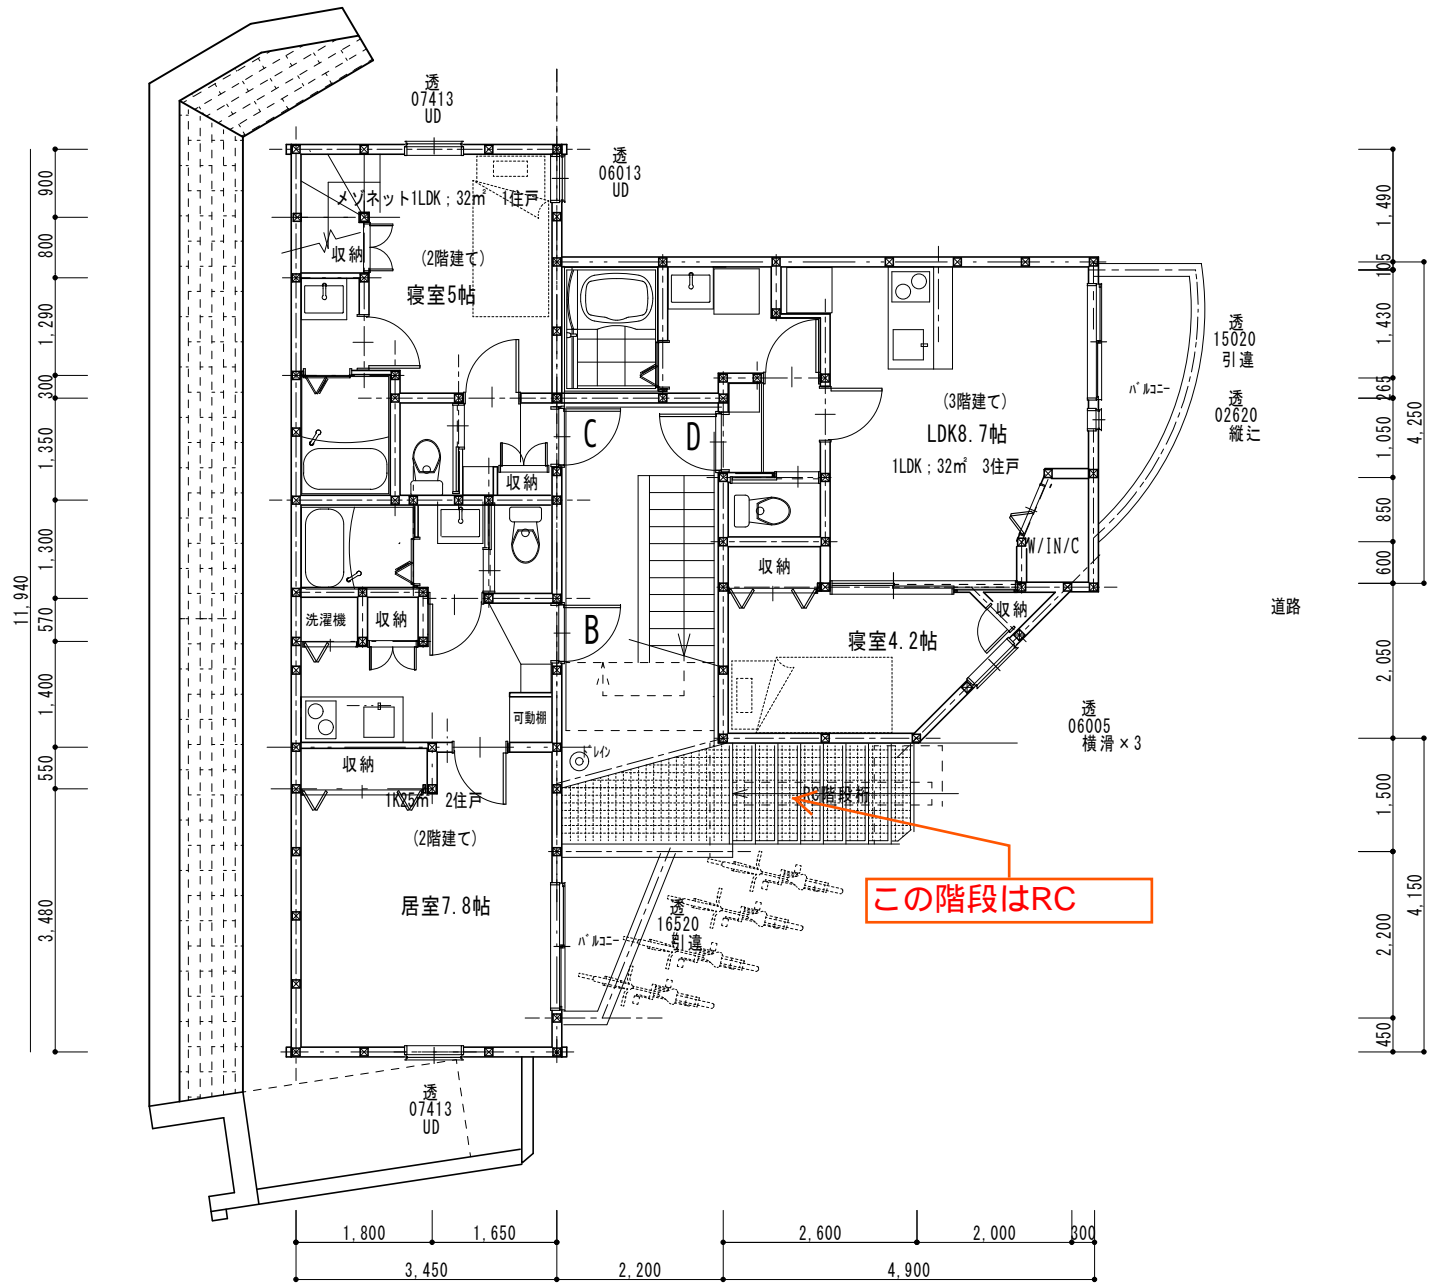 透
07413
UD
透
06013
UD
メゾネット1LDK；32㎡ 1住戸
収納
(2階建て)
寝室5帖
収納
C
D
(3階建て)
LDK8.7帖
1LDK；32㎡ 3住戸
バルコニー
透
15020
引違
透
02620
縦辷
W/IN/C
収納
収納
寝室4.2帖
道路
洗濯機
収納
B
可動棚
ドレイン
透
06005
横滑×3
収納
1K25㎡ 2住戸
(2階建て)
居室7.8帖
RC階段桁
この階段はRC
透
16520
引違
バルコニー
透
07413
UD
11,940
900
800
1,290
300
1,350
1,300
570
1,400
550
3,480
1,490
105
1,430
265
1,050
850
600
2,050
1,500
2,200
450
4,250
4,150
1,800
1,650
2,600
2,000
300
3,450
2,200
4,900